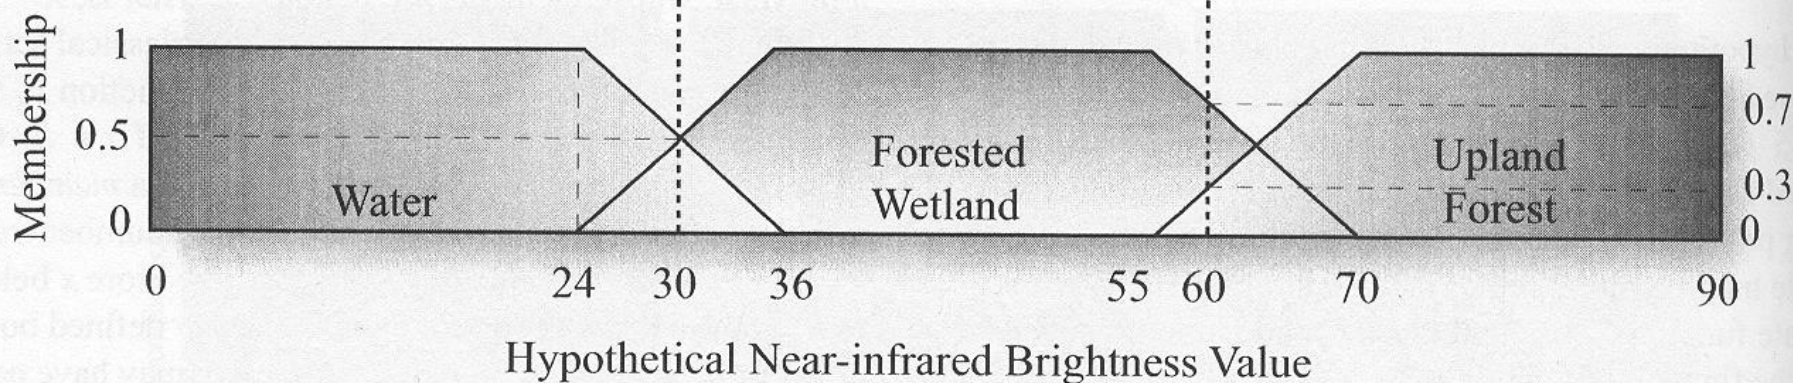 Membership
1
0.5
0
Water
Forested
Wetland
Upland
Forest
1
0.7
0.3
0
0 24 30 36 55 60 70 90
Hypothetical Near-infrared Brightness Value